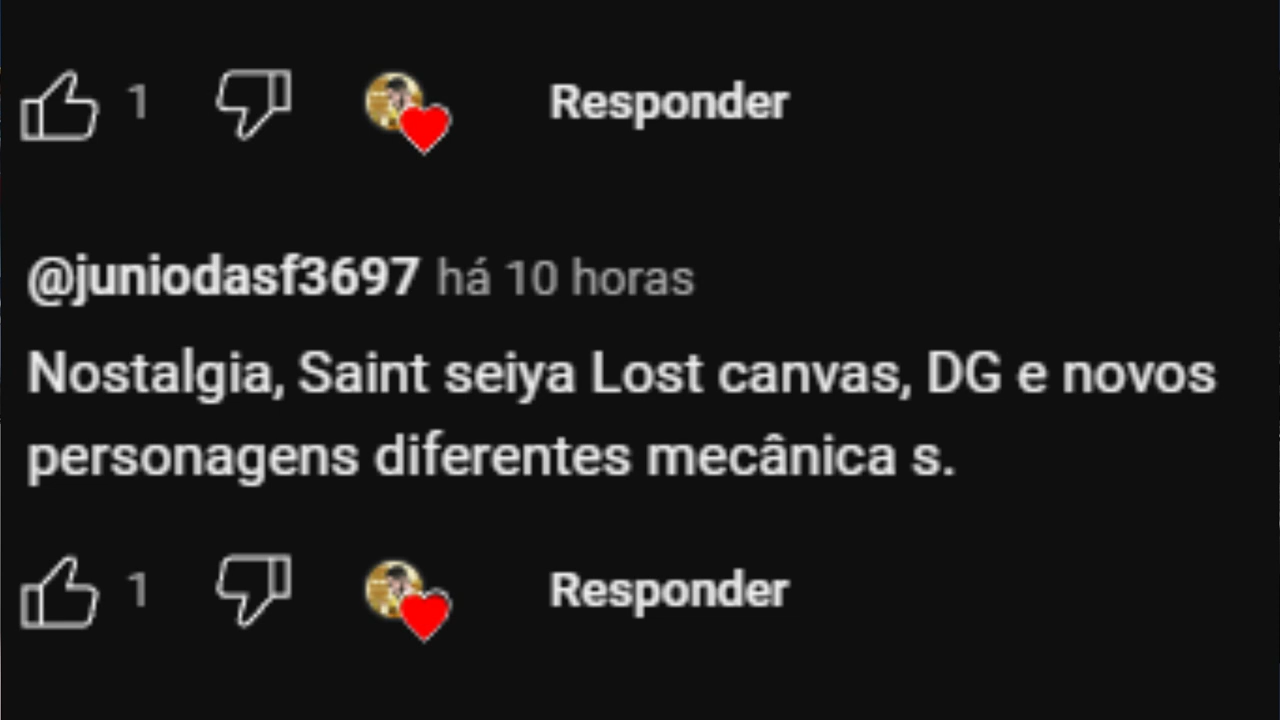 1 Responder
@juniodasf3697 há 10 horas
Nostalgia, Saint seiya Lost canvas, DG e novos
personagens diferentes mecânica s.
1 Responder